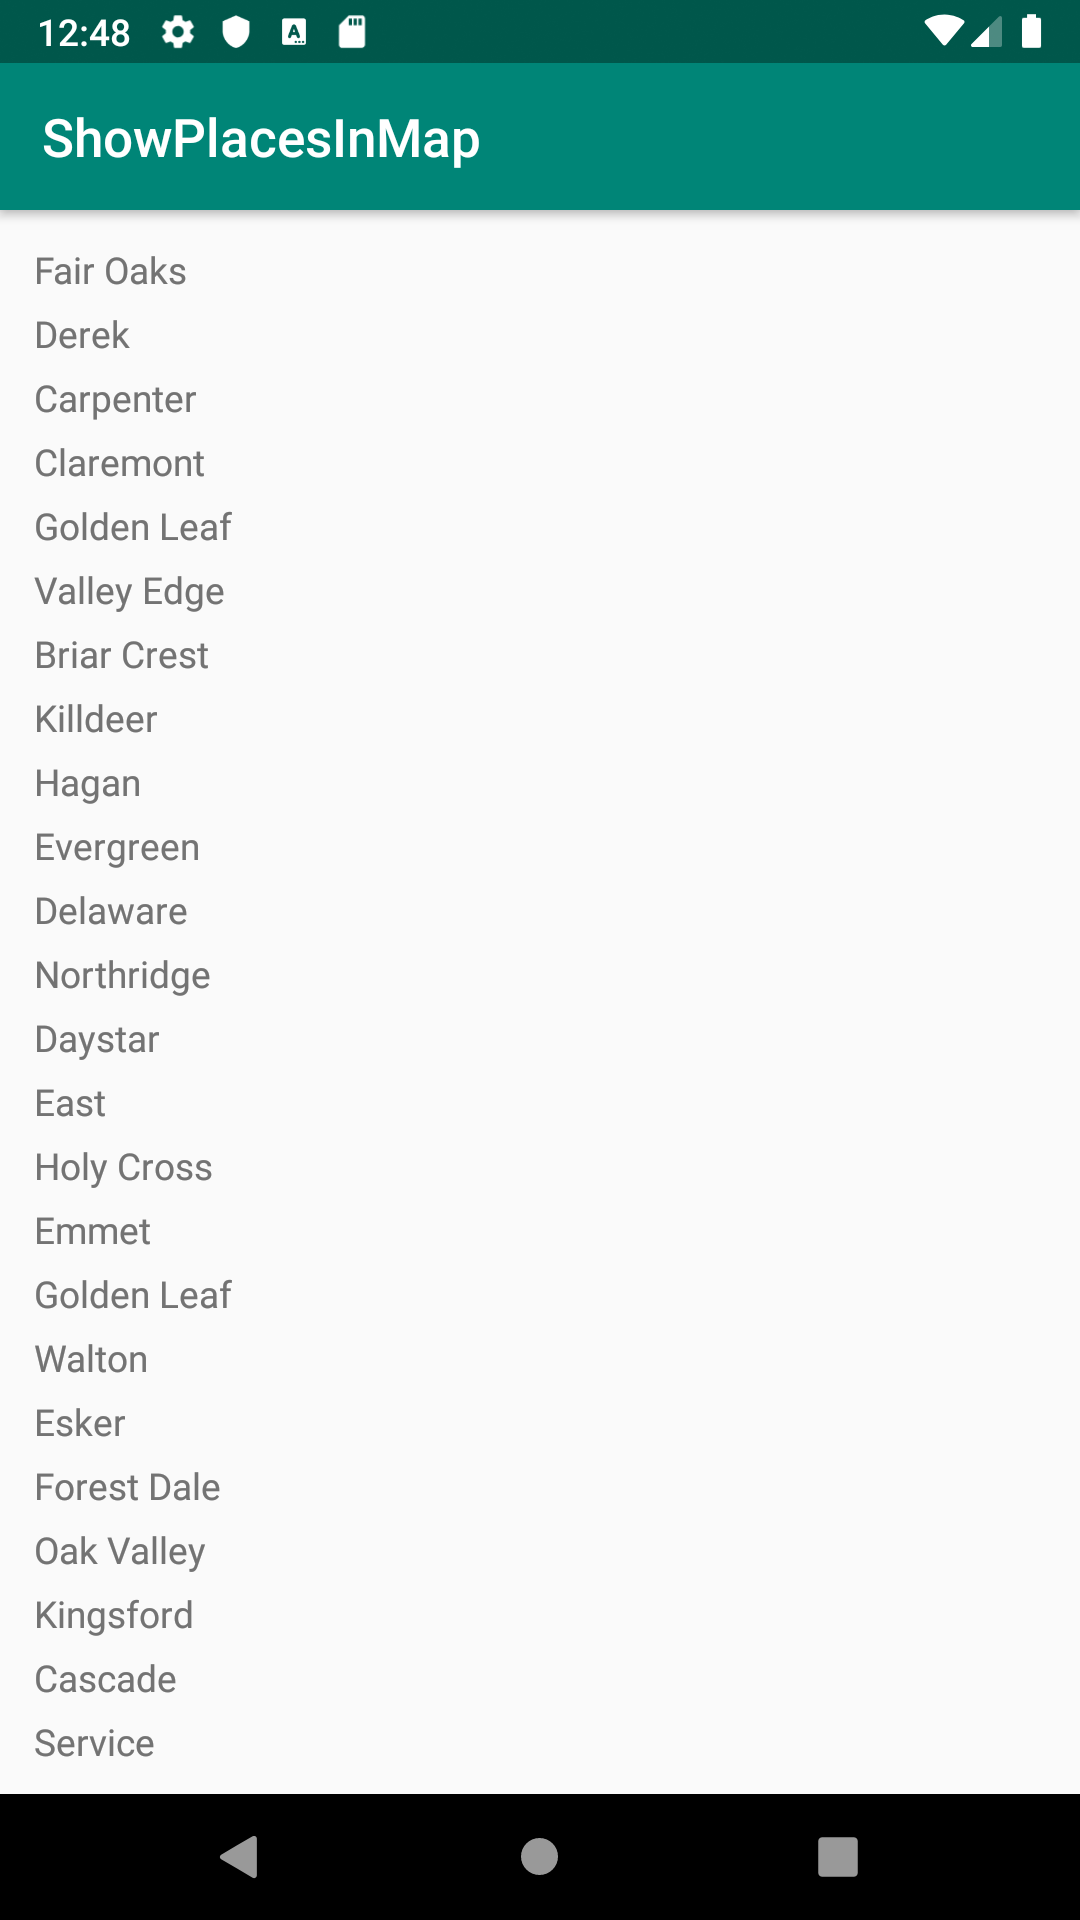 12:48
ShowPlacesInMap
Fair Oaks
Derek
Carpenter
Claremont
Golden Leaf
Valley Edge
Briar Crest
Killdeer
Hagan
Evergreen
Delaware
Northridge
Daystar
East
Holy Cross
Emmet
Golden Leaf
Walton
Esker
Forest Dale
Oak Valley
Kingsford
Cascade
Service